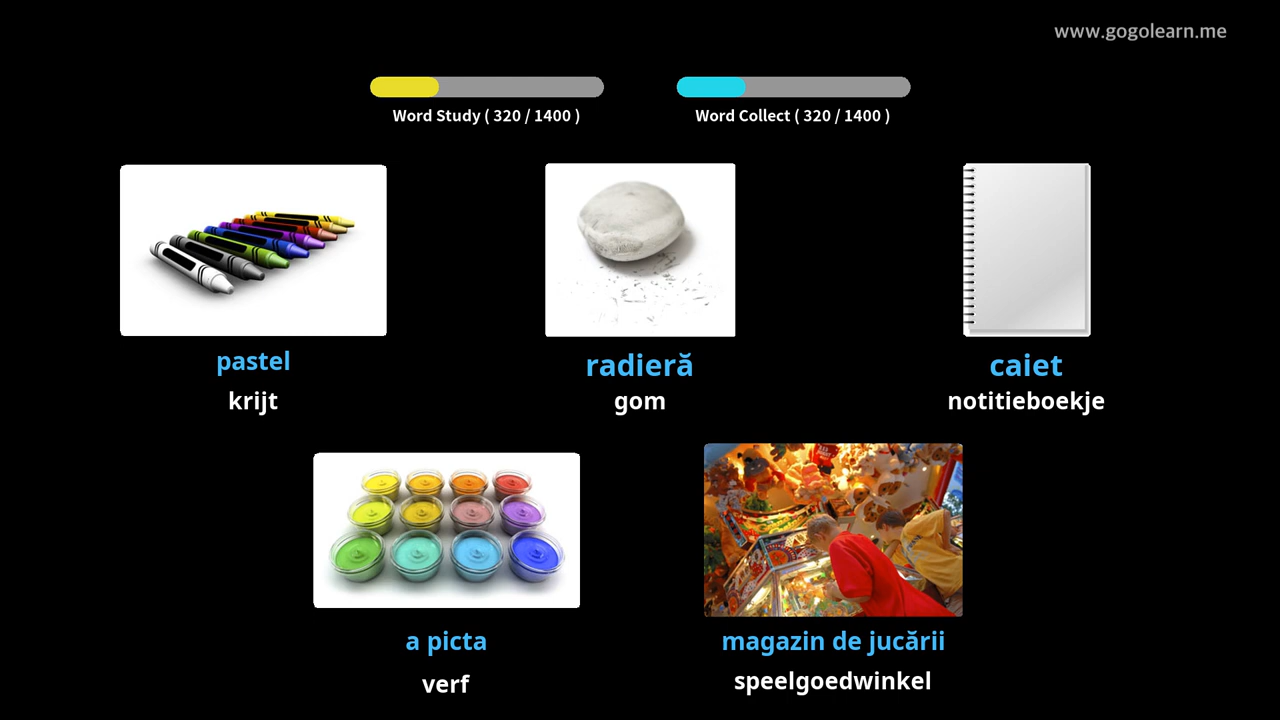 www.gogolearn.me
Word Study ( 320 / 1400 )
Word Collect ( 320 / 1400 )
pastel
krijt
radieră
gom
caiet
notitieboekje
a picta
verf
magazin de jucării
speelgoedwinkel